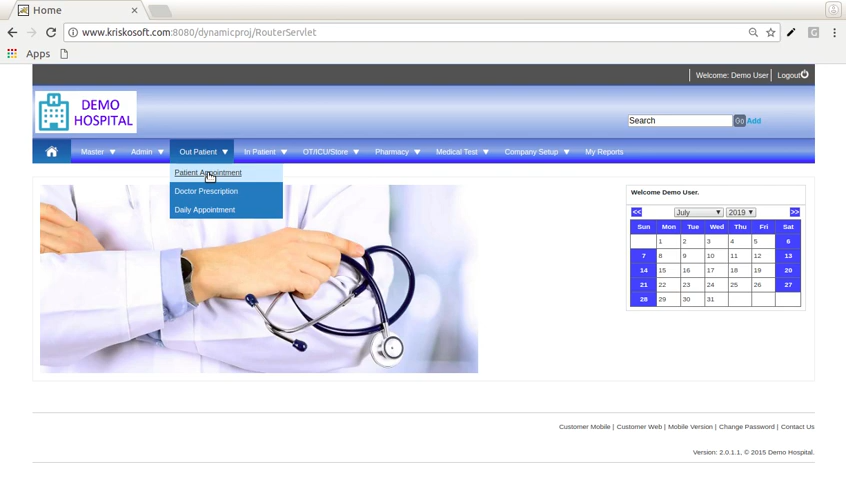 Home
www.kriskosoft.com:8080/dynamicproj/RouterServlet
Apps
Welcome: Demo User Logout
DEMO
HOSPITAL
Search Go Add
Master Admin Out Patient In Patient OT/ICU/Store Pharmacy Medical Test Company Setup My Reports
Patient Appointment
Doctor Prescription
Daily Appointment
Welcome Demo User.
<< July 2019 >>
Sun Mon Tue Wed Thu Fri Sat
1 2 3 4 5 6
7 8 9 10 11 12 13
14 15 16 17 18 19 20
21 22 23 24 25 26 27
28 29 30 31
Customer Mobile | Customer Web | Mobile Version | Change Password | Contact Us
Version: 2.0.1.1, © 2015 Demo Hospital.